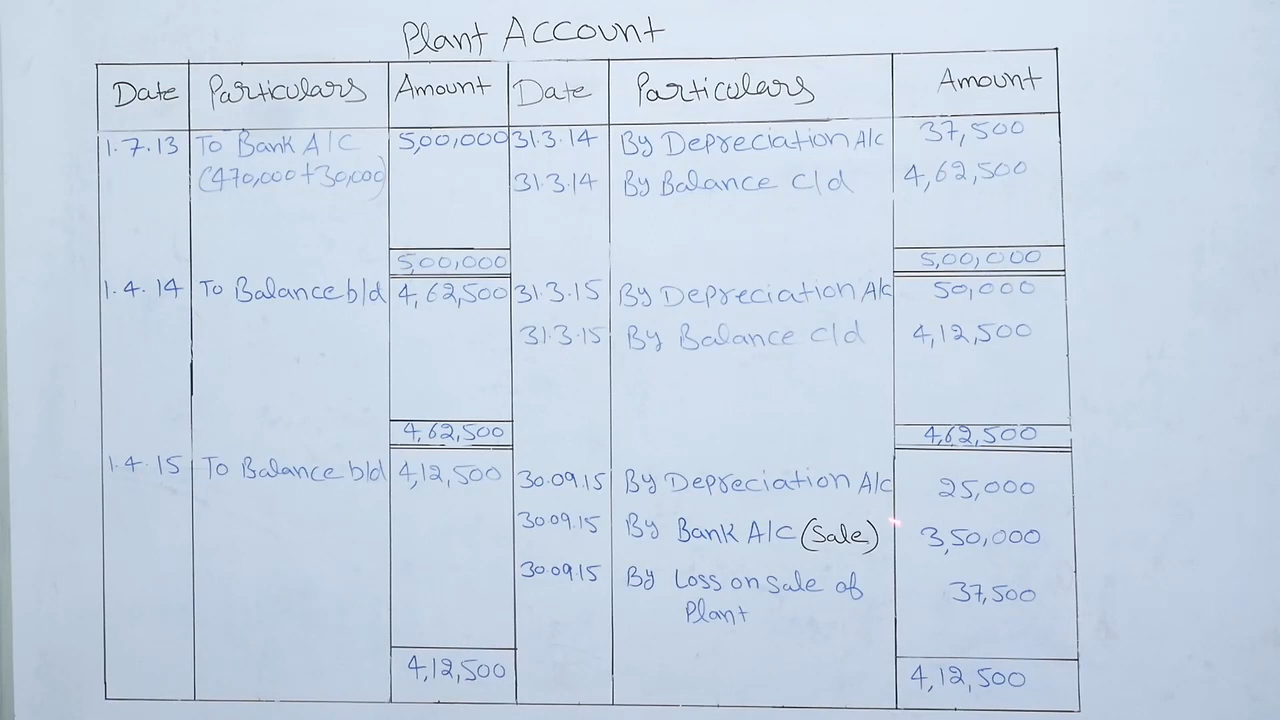 Plant Account
Date Particulars Amount Date Particulars Amount
1.7.13 To Bank A/C 5,00,000 31.3.14 By Depreciation A/c 37,500
(470,000+30,000) 31.3.14 By Balance c/d 4,62,500
5,00,000 5,00,000
1.4.14 To Balance b/d 4,62,500 31.3.15 By Depreciation A/c 50,000
31.3.15 By Balance c/d 4,12,500
4,62,500 4,62,500
1.4.15 To Balance b/d 4,12,500 30.09.15 By Depreciation A/c 25,000
30.09.15 By Bank A/C (Sale) 3,50,000
30.09.15 By Loss on Sale of 37,500
Plant
4,12,500 4,12,500